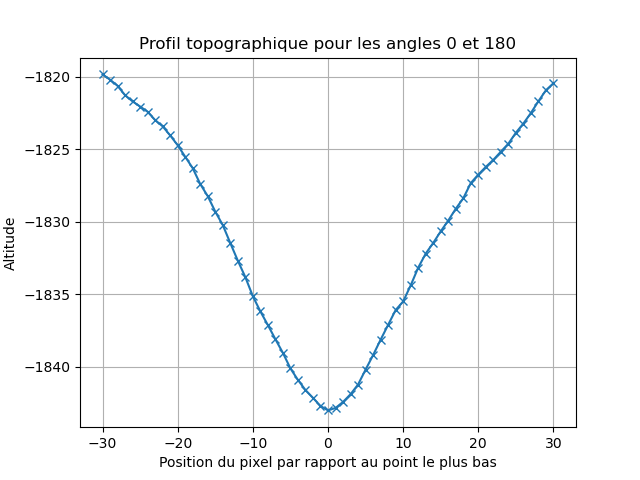 Profil topographique pour les angles 0 et 180
Altitude
−1820
−1825
−1830
−1835
−1840
−30 −20 −10 0 10 20 30
Position du pixel par rapport au point le plus bas